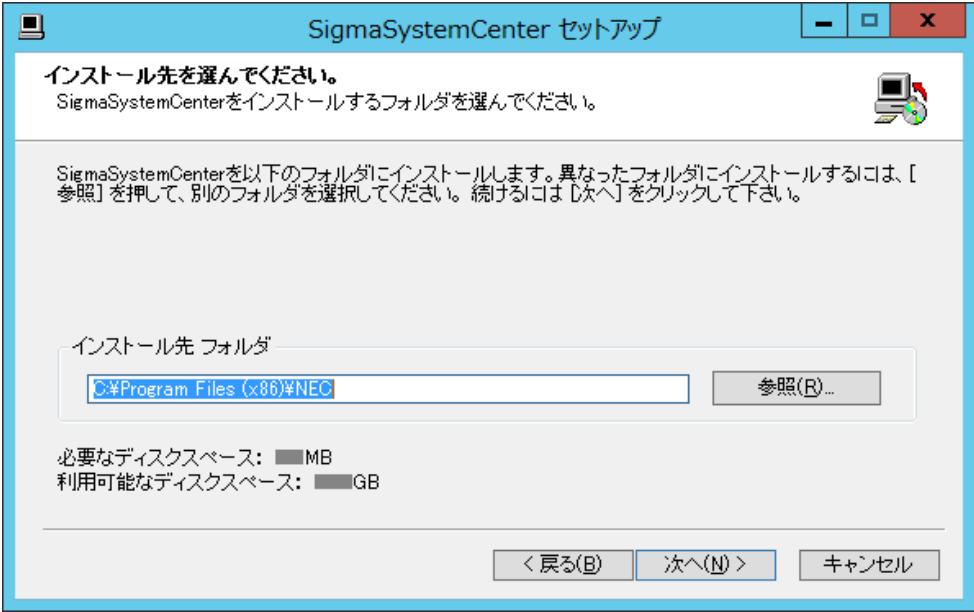 SigmaSystemCenter セットアップ
インストール先を選んでください。
SigmaSystemCenterをインストールするフォルダを選んでください。
SigmaSystemCenterを以下のフォルダにインストールします。異なったフォルダにインストールするには、[
参照] を押して、別のフォルダを選択してください。 続けるには [次へ] をクリックして下さい。
インストール先 フォルダ
C:¥Program Files (x86)¥NEC
参照(R)...
必要なディスクスペース: MB
利用可能なディスクスペース: GB
< 戻る(B)
次へ(N) >
キャンセル